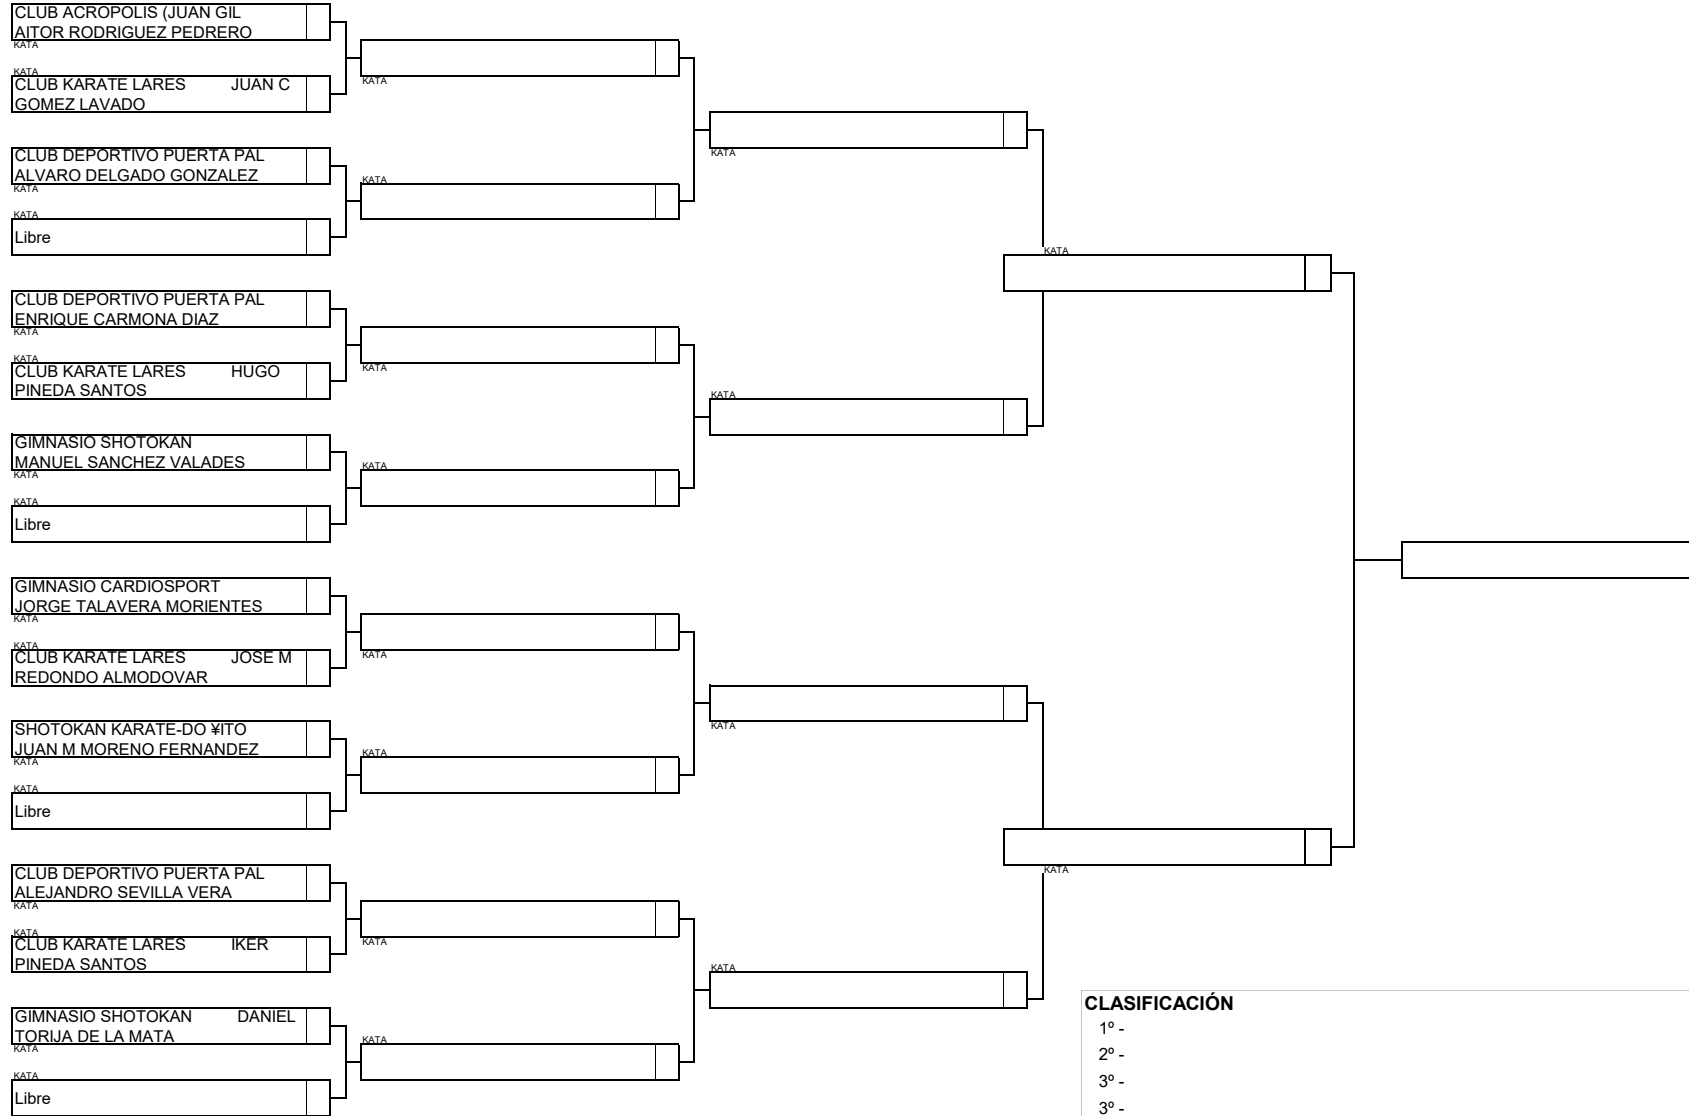 CLUB ACROPOLIS (JUAN GIL
AITOR RODRIGUEZ PEDRERO
KATA
KATA
CLUB KARATE LARES JUAN C
GOMEZ LAVADO
KATA
CLUB DEPORTIVO PUERTA PAL
ALVARO DELGADO GONZALEZ
KATA
KATA
Libre
KATA
KATA
KATA
CLUB DEPORTIVO PUERTA PAL
ENRIQUE CARMONA DIAZ
KATA
KATA
CLUB KARATE LARES HUGO
PINEDA SANTOS
KATA
KATA
GIMNASIO SHOTOKAN
MANUEL SANCHEZ VALADES
KATA
KATA
Libre
KATA
GIMNASIO CARDIOSPORT
JORGE TALAVERA MORIENTES
KATA
KATA
CLUB KARATE LARES JOSE M
REDONDO ALMODOVAR
KATA
SHOTOKAN KARATE-DO ¥ITO
JUAN M MORENO FERNANDEZ
KATA
KATA
Libre
KATA
KATA
KATA
CLUB DEPORTIVO PUERTA PAL
ALEJANDRO SEVILLA VERA
KATA
KATA
CLUB KARATE LARES IKER
PINEDA SANTOS
KATA
KATA
GIMNASIO SHOTOKAN DANIEL
TORIJA DE LA MATA
KATA
KATA
Libre
KATA
CLASIFICACIÓN
1º -
2º -
3º -
3º -